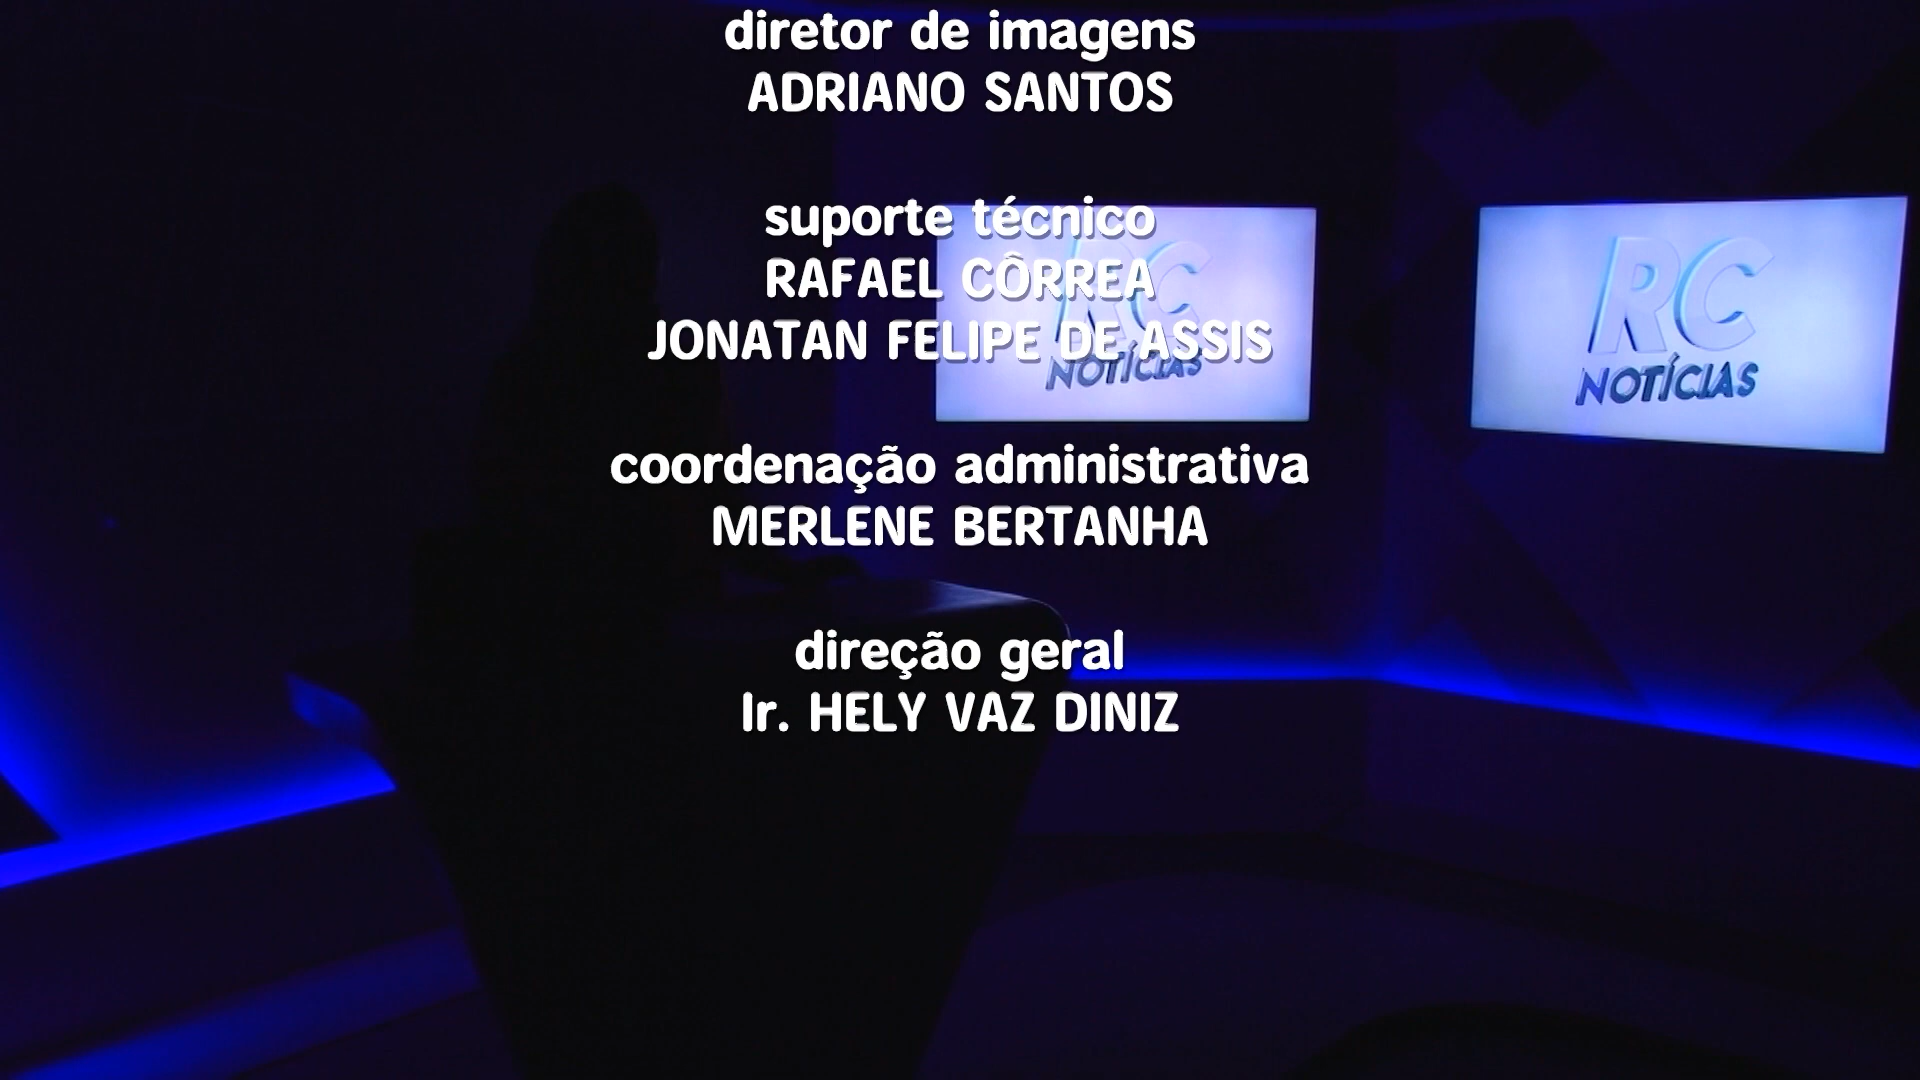 diretor de imagens
ADRIANO SANTOS
suporte técnico
RAFAEL CÔRREA
JONATAN FELIPE DE ASSIS
RC
NOTÍCIAS
RC
NOTÍCIAS
coordenação administrativa
MERLENE BERTANHA
direção geral
Ir. HELY VAZ DINIZ